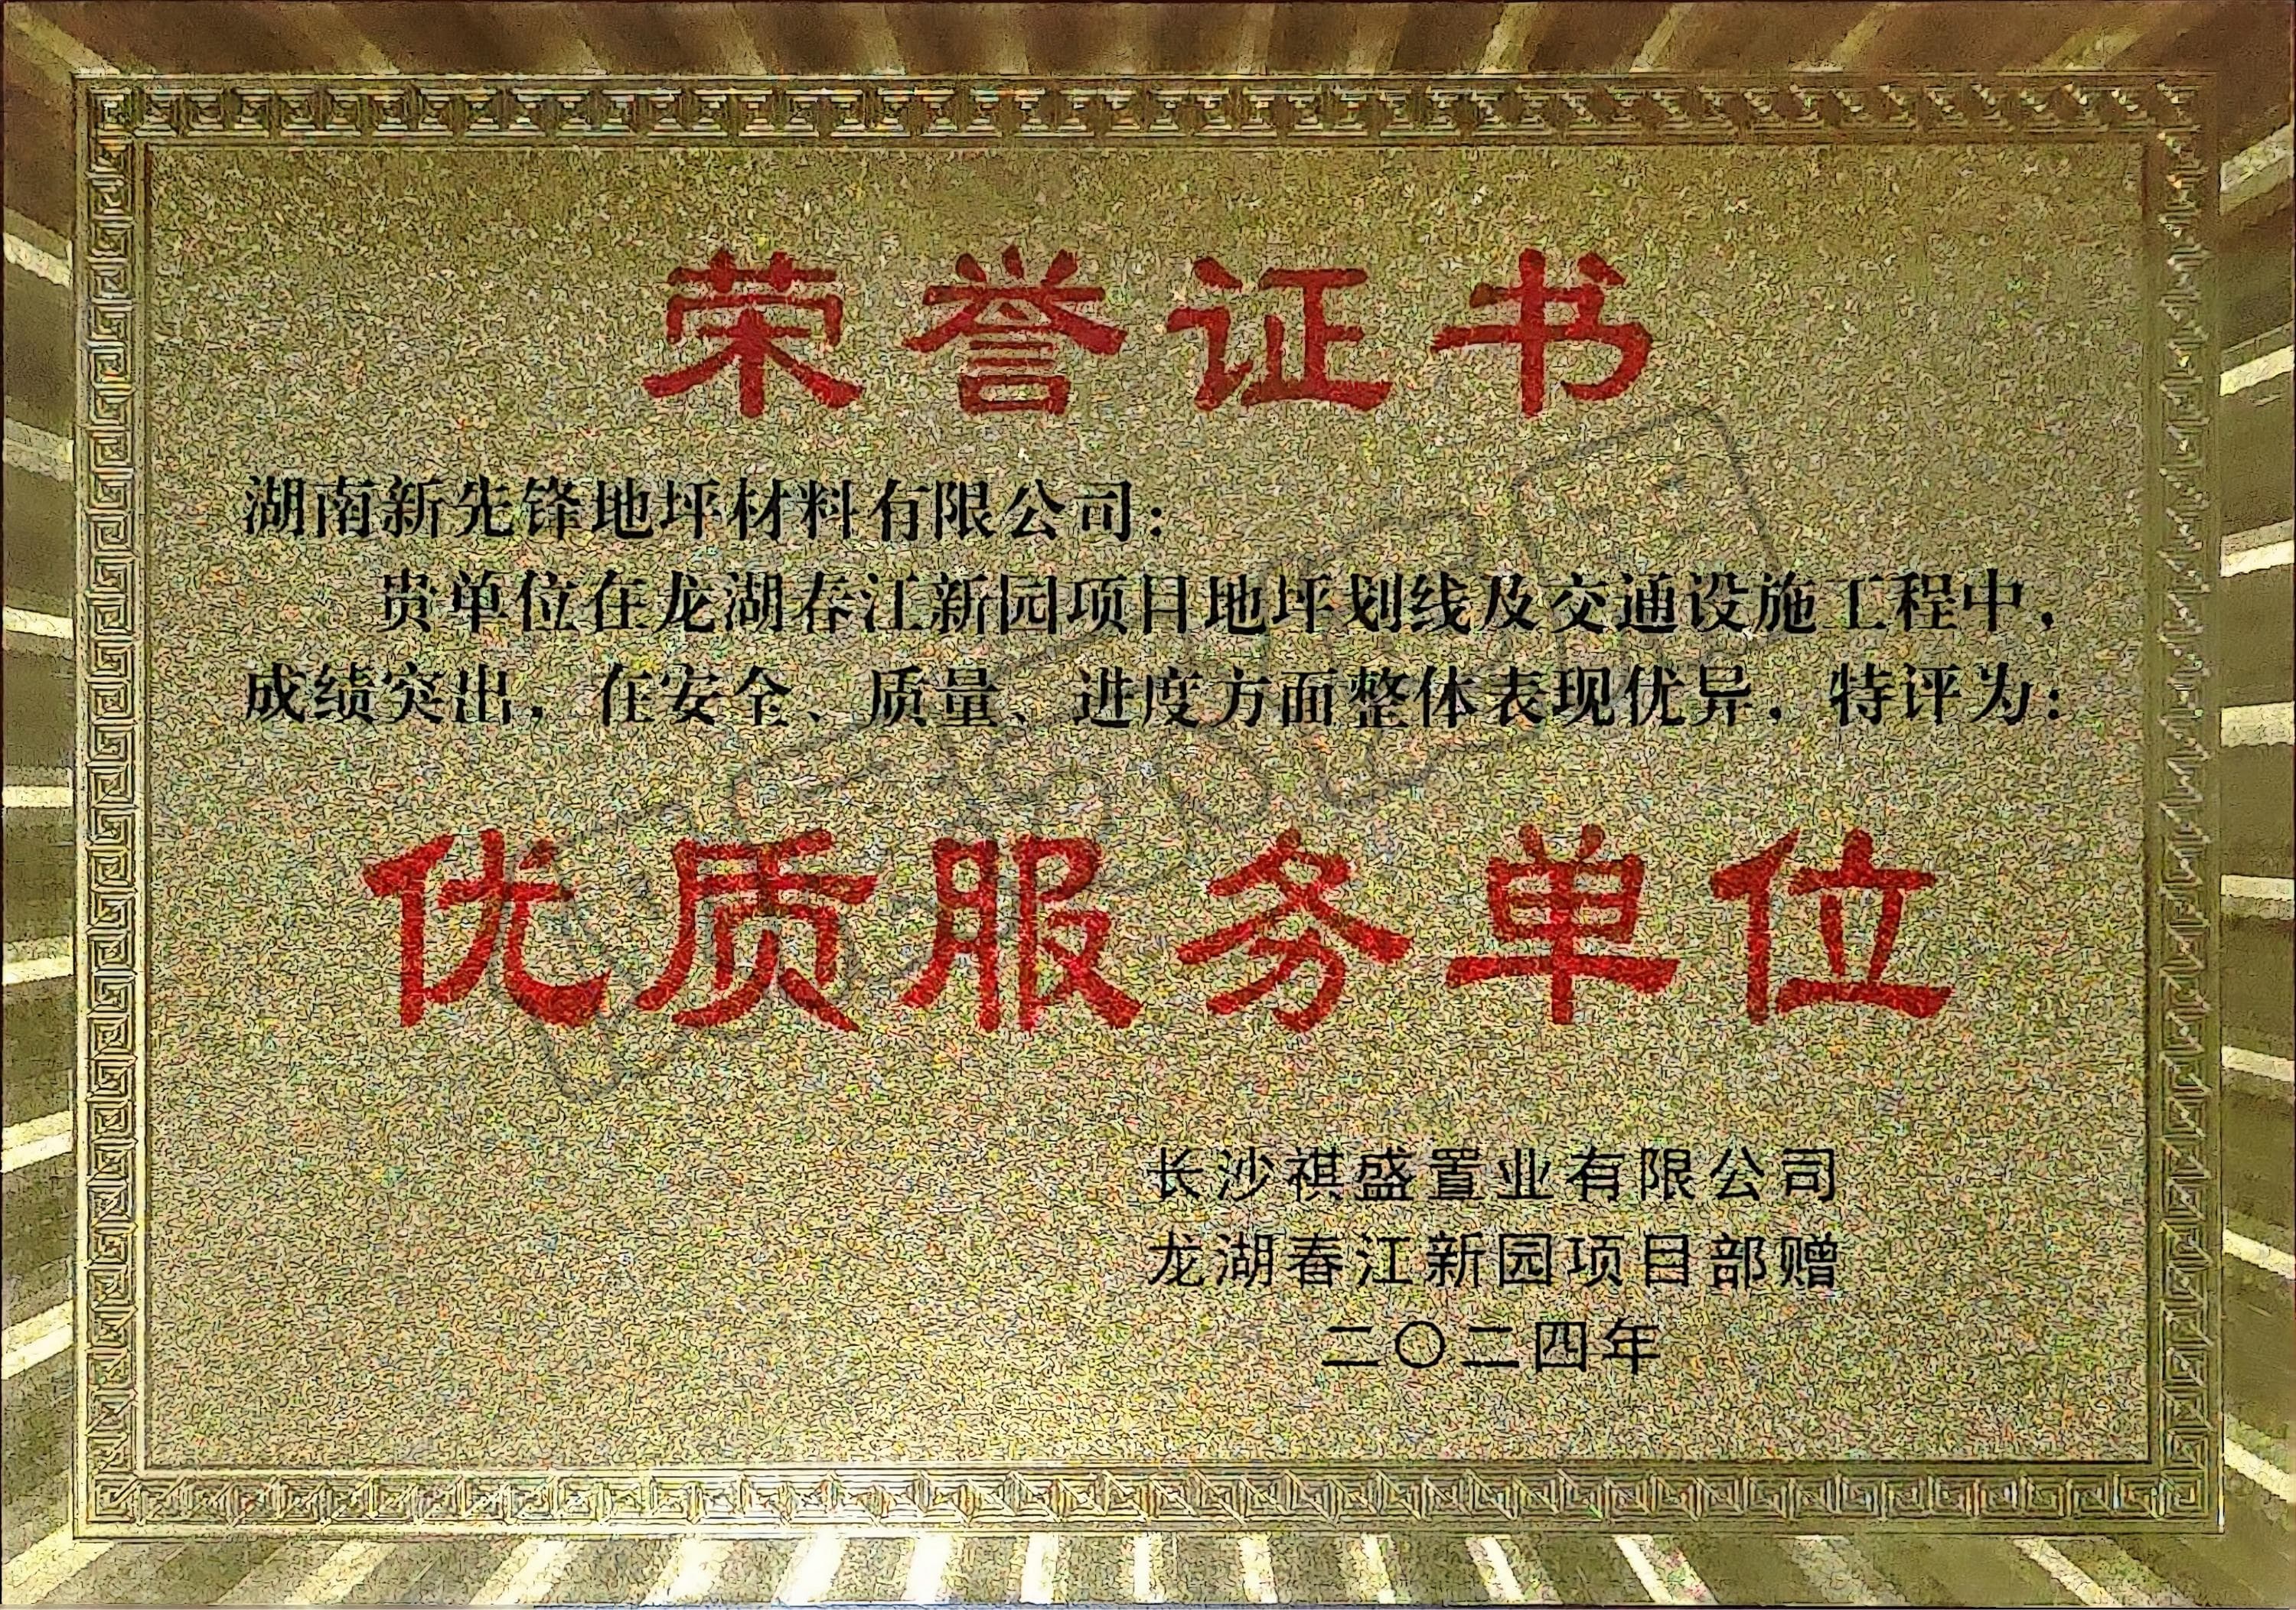 荣誉证书
湖南新先锋地坪材料有限公司：
贵单位在龙湖春江新园项目地坪划线及交通设施工程中，
成绩突出，在安全、质量、进度方面整体表现优异，特评为：
优质服务单位
长沙祺盛置业有限公司
龙湖春江新园项目部赠
二〇二四年